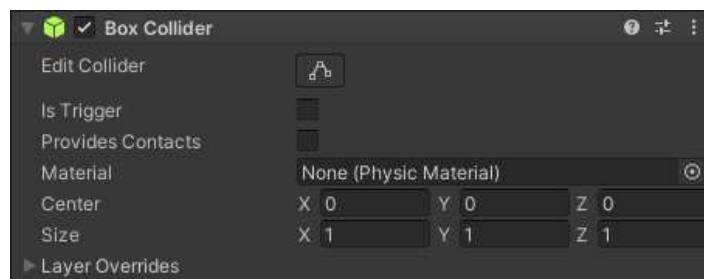 Box Collider
Edit Collider
Is Trigger
Provides Contacts
Material None (Physic Material)
Center X 0 Y 0 Z 0
Size X 1 Y 1 Z 1
Layer Overrides